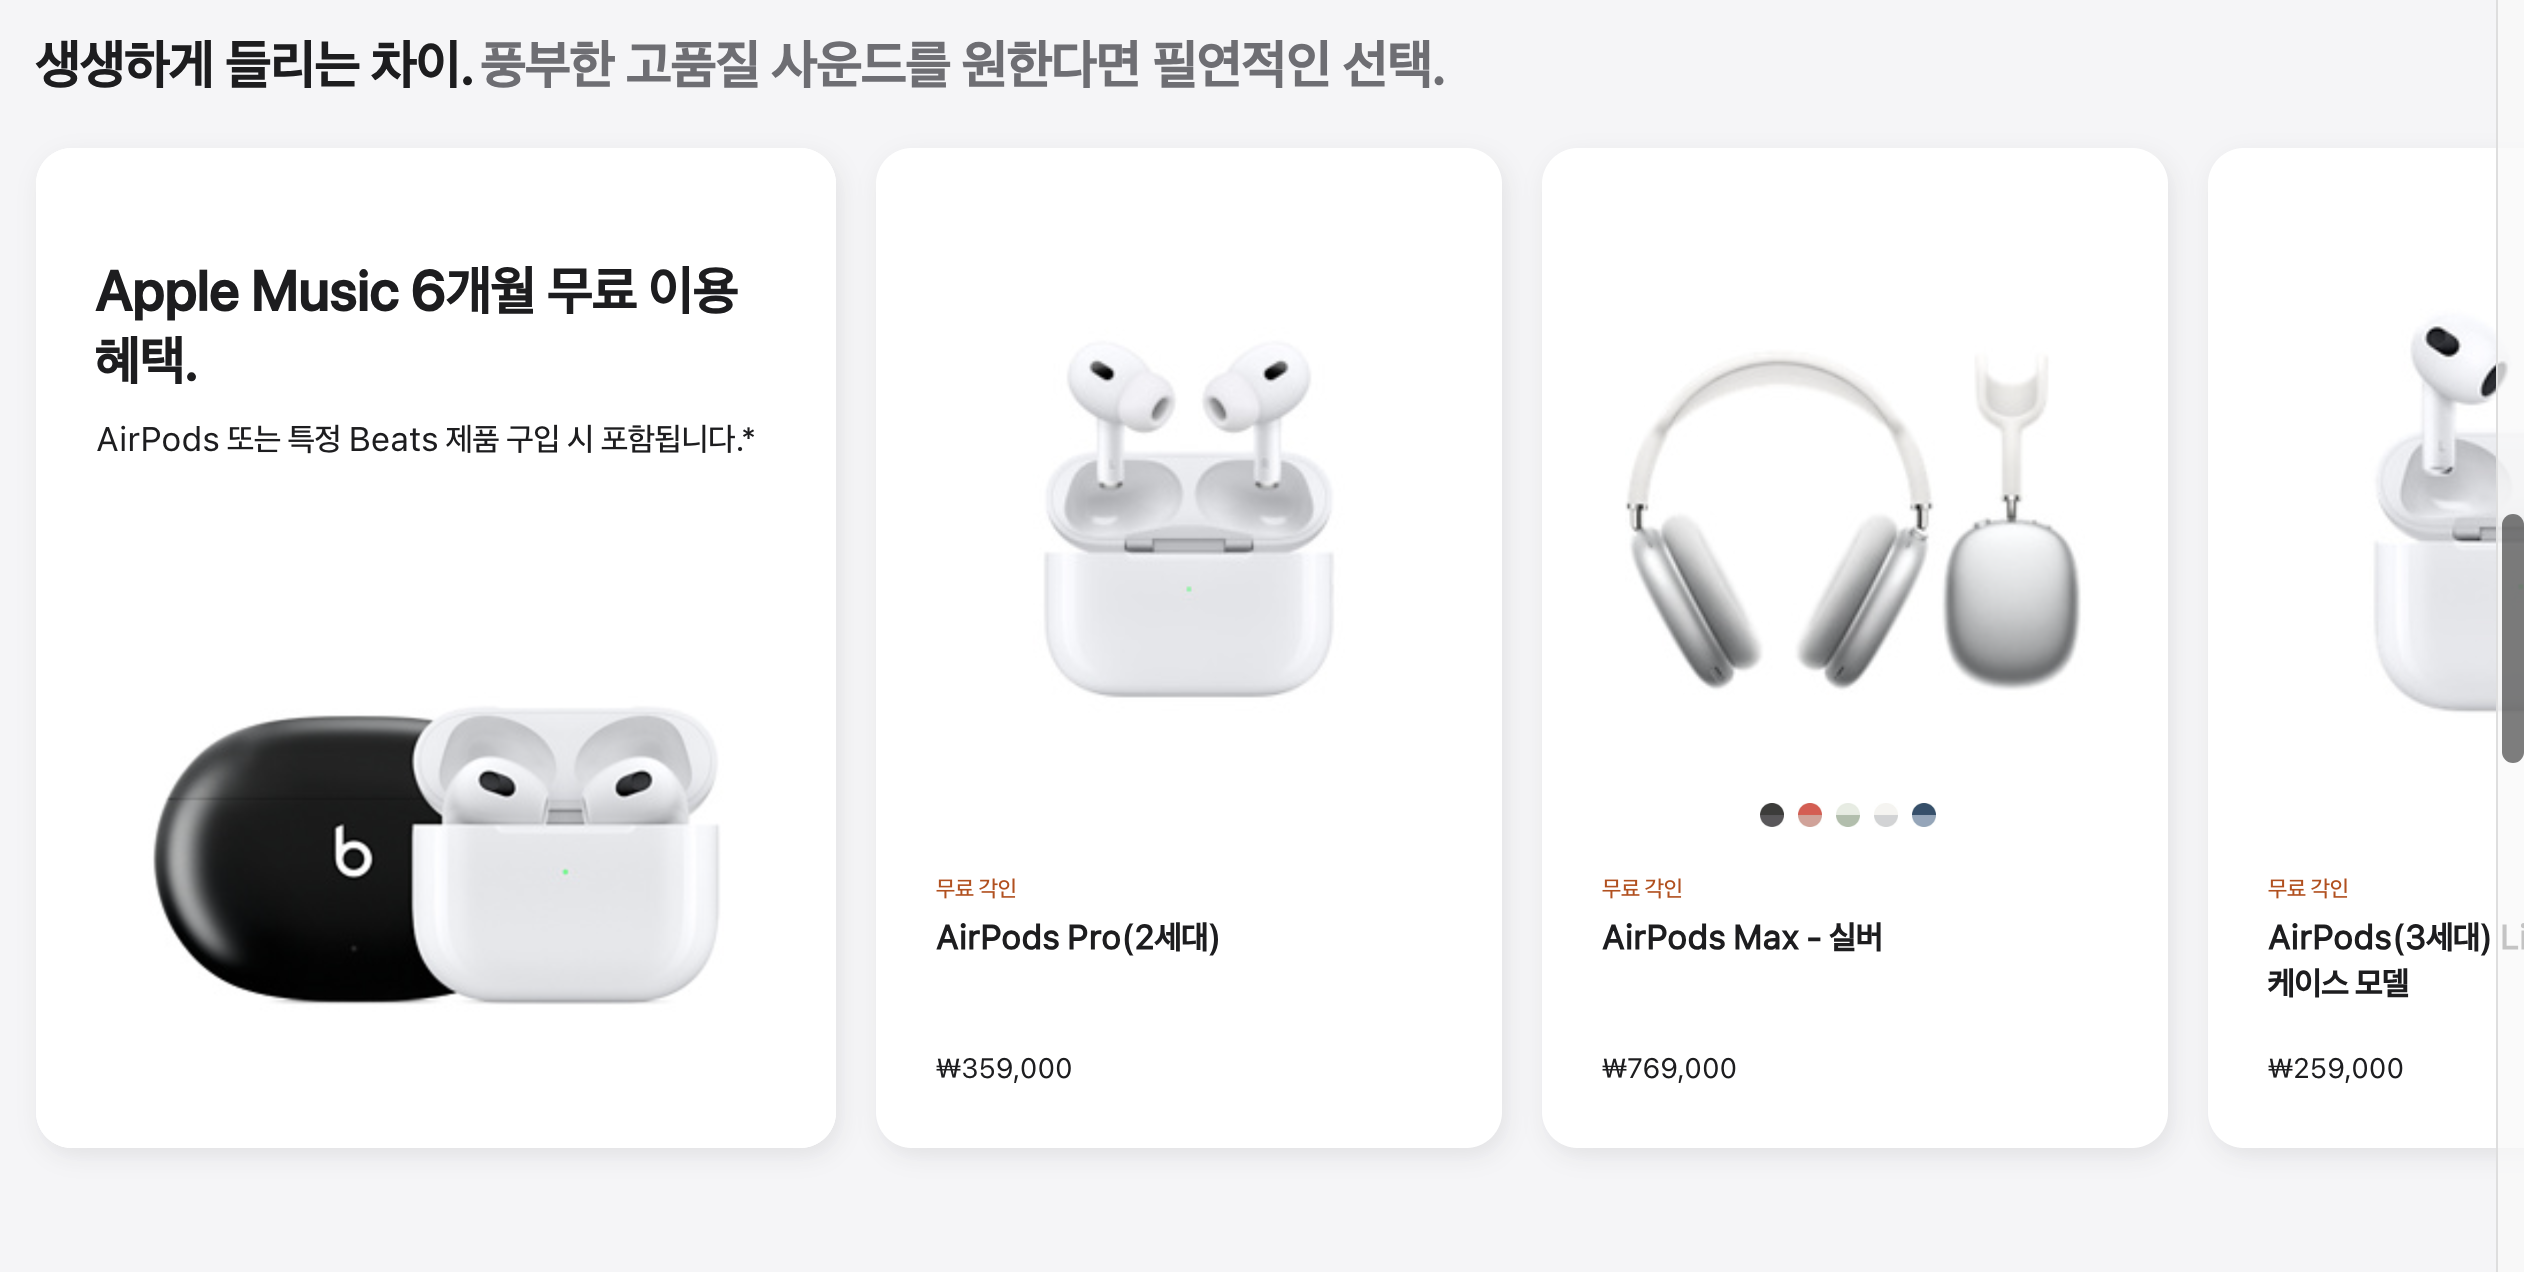 생생하게 들리는 차이. 풍부한 고품질 사운드를 원한다면 필연적인 선택.
Apple Music 6개월 무료 이용
혜택.
AirPods 또는 특정 Beats 제품 구입 시 포함됩니다.*
b
무료 각인
AirPods Pro(2세대)
₩359,000
무료 각인
AirPods Max - 실버
₩769,000
무료 각인
AirPods(3세대)
케이스 모델
₩259,000